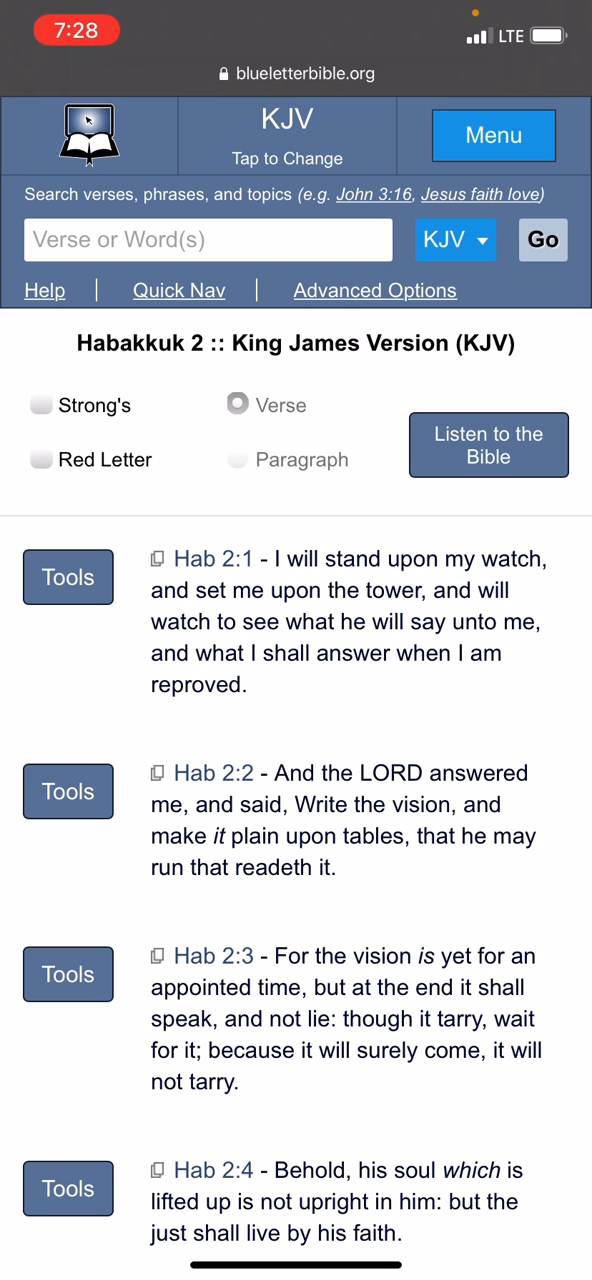 7:28
LTE
blueletterbible.org
KJV
Tap to Change
Menu
Search verses, phrases, and topics (e.g. John 3:16, Jesus faith love)
Verse or Word(s)
KJV
Go
Help | Quick Nav | Advanced Options
Habakkuk 2 :: King James Version (KJV)
Strong's
Verse
Red Letter
Paragraph
Listen to the
Bible
Tools
Hab 2:1 - I will stand upon my watch,
and set me upon the tower, and will
watch to see what he will say unto me,
and what I shall answer when I am
reproved.
Tools
Hab 2:2 - And the LORD answered
me, and said, Write the vision, and
make it plain upon tables, that he may
run that readeth it.
Tools
Hab 2:3 - For the vision is yet for an
appointed time, but at the end it shall
speak, and not lie: though it tarry, wait
for it; because it will surely come, it will
not tarry.
Tools
Hab 2:4 - Behold, his soul which is
lifted up is not upright in him: but the
just shall live by his faith.